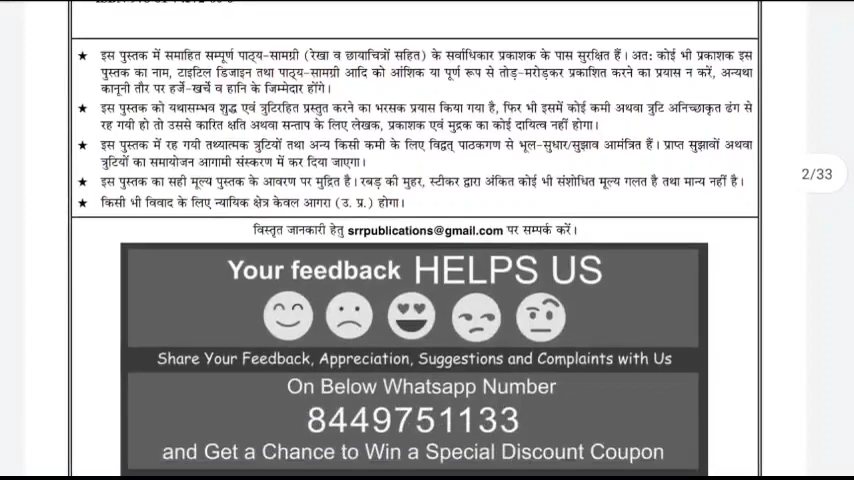 ★ इस पुस्तक में समाहित सम्पूर्ण पाठ्य-सामग्री (रेखा व छायाचित्रों सहित) के सर्वाधिकार प्रकाशक के पास सुरक्षित हैं। अतः कोई भी प्रकाशक इस
पुस्तक का नाम, टाइटिल डिजाइन तथा पाठ्य-सामग्री आदि को आंशिक या पूर्ण रूप से तोड़-मरोड़कर प्रकाशित करने का प्रयास न करें, अन्यथा
कानूनी तौर पर हर्जे-खर्चे व हानि के जिम्मेदार होंगे।
★ इस पुस्तक को यथासम्भव शुद्ध एवं त्रुटिरहित प्रस्तुत करने का भरसक प्रयास किया गया है, फिर भी इसमें कोई कमी अथवा त्रुटि अनिच्छाकृत ढंग से
रह गयी हो तो उससे कारित क्षति अथवा सन्ताप के लिए लेखक, प्रकाशक एवं मुद्रक का कोई दायित्व नहीं होगा।
★ इस पुस्तक में रह गयी तथ्यात्मक त्रुटियों तथा अन्य किसी कमी के लिए विद्वत् पाठकगण से भूल-सुधार/सुझाव आमंत्रित हैं। प्राप्त सुझावों अथवा
त्रुटियों का समायोजन आगामी संस्करण में कर दिया जाएगा।
★ इस पुस्तक का सही मूल्य पुस्तक के आवरण पर मुद्रित है। रबड़ की मुहर, स्टीकर द्वारा अंकित कोई भी संशोधित मूल्य गलत है तथा मान्य नहीं है।
★ किसी भी विवाद के लिए न्यायिक क्षेत्र केवल आगरा (उ. प्र.) होगा।
2/33
विस्तृत जानकारी हेतु srrpublications@gmail.com पर सम्पर्क करें।
Your feedback HELPS US
Share Your Feedback, Appreciation, Suggestions and Complaints with Us
On Below Whatsapp Number
8449751133
and Get a Chance to Win a Special Discount Coupon